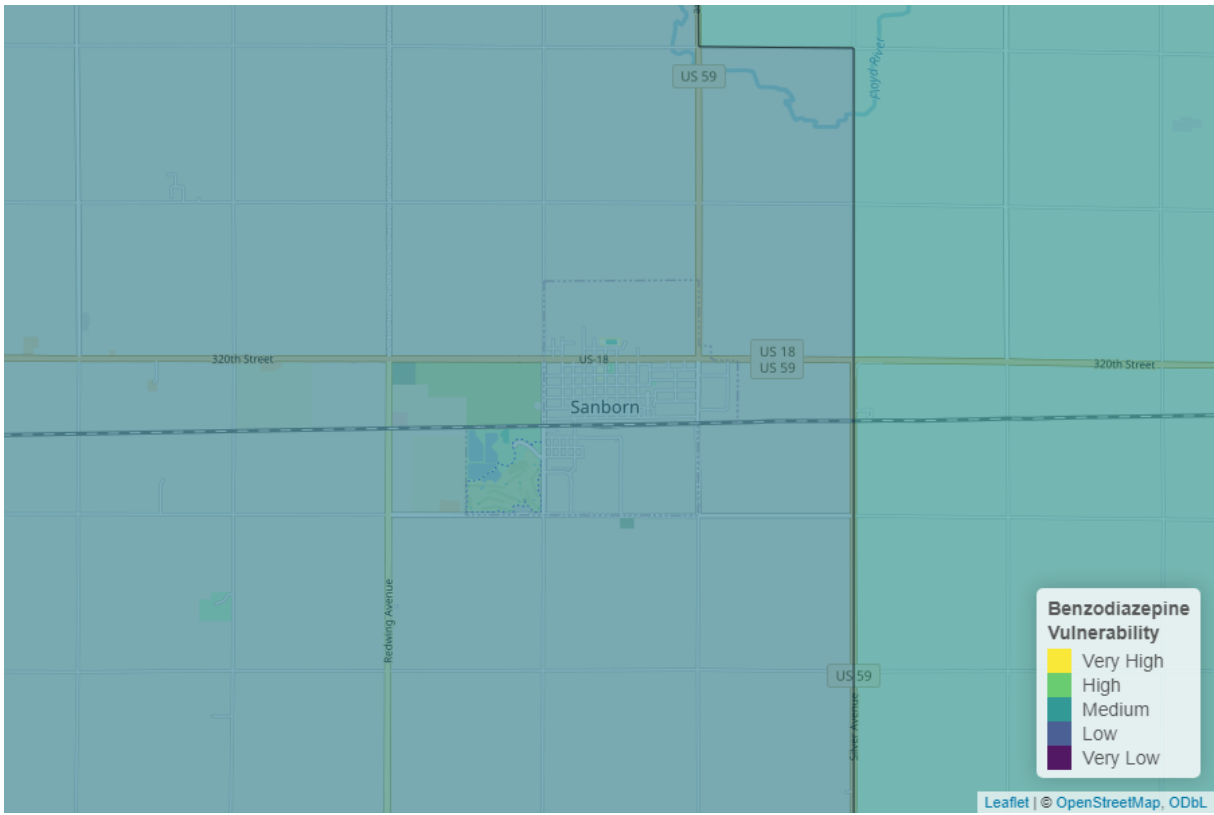 US 59
Floyd River
320th Street
US-18
US 18
US 59
320th Street
Sanborn
Redwing Avenue
US 59
Silver Avenue
Benzodiazepine
Vulnerability
Very High
High
Medium
Low
Very Low
Leaflet | © OpenStreetMap, ODbL